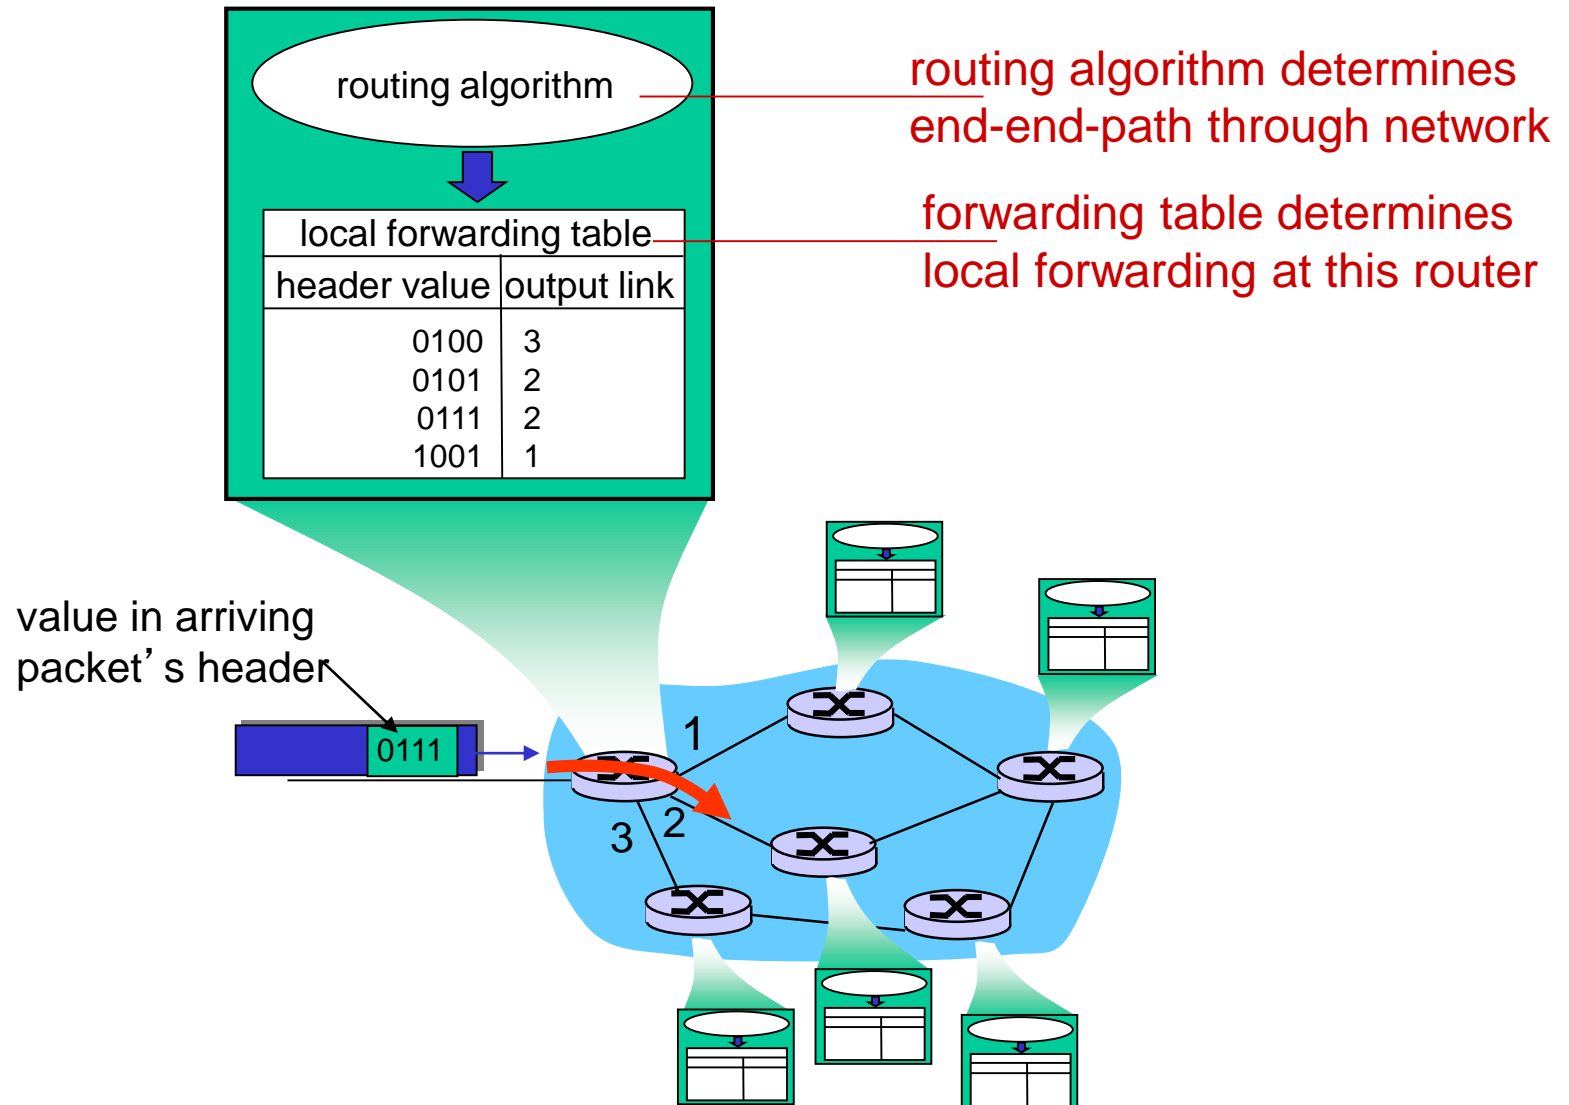 routing algorithm
routing algorithm determines
end-end-path through network
local forwarding table
forwarding table determines
local forwarding at this router
header value output link
0100 3
0101 2
0111 2
1001 1
value in arriving
packet’s header
0111
1
2
3